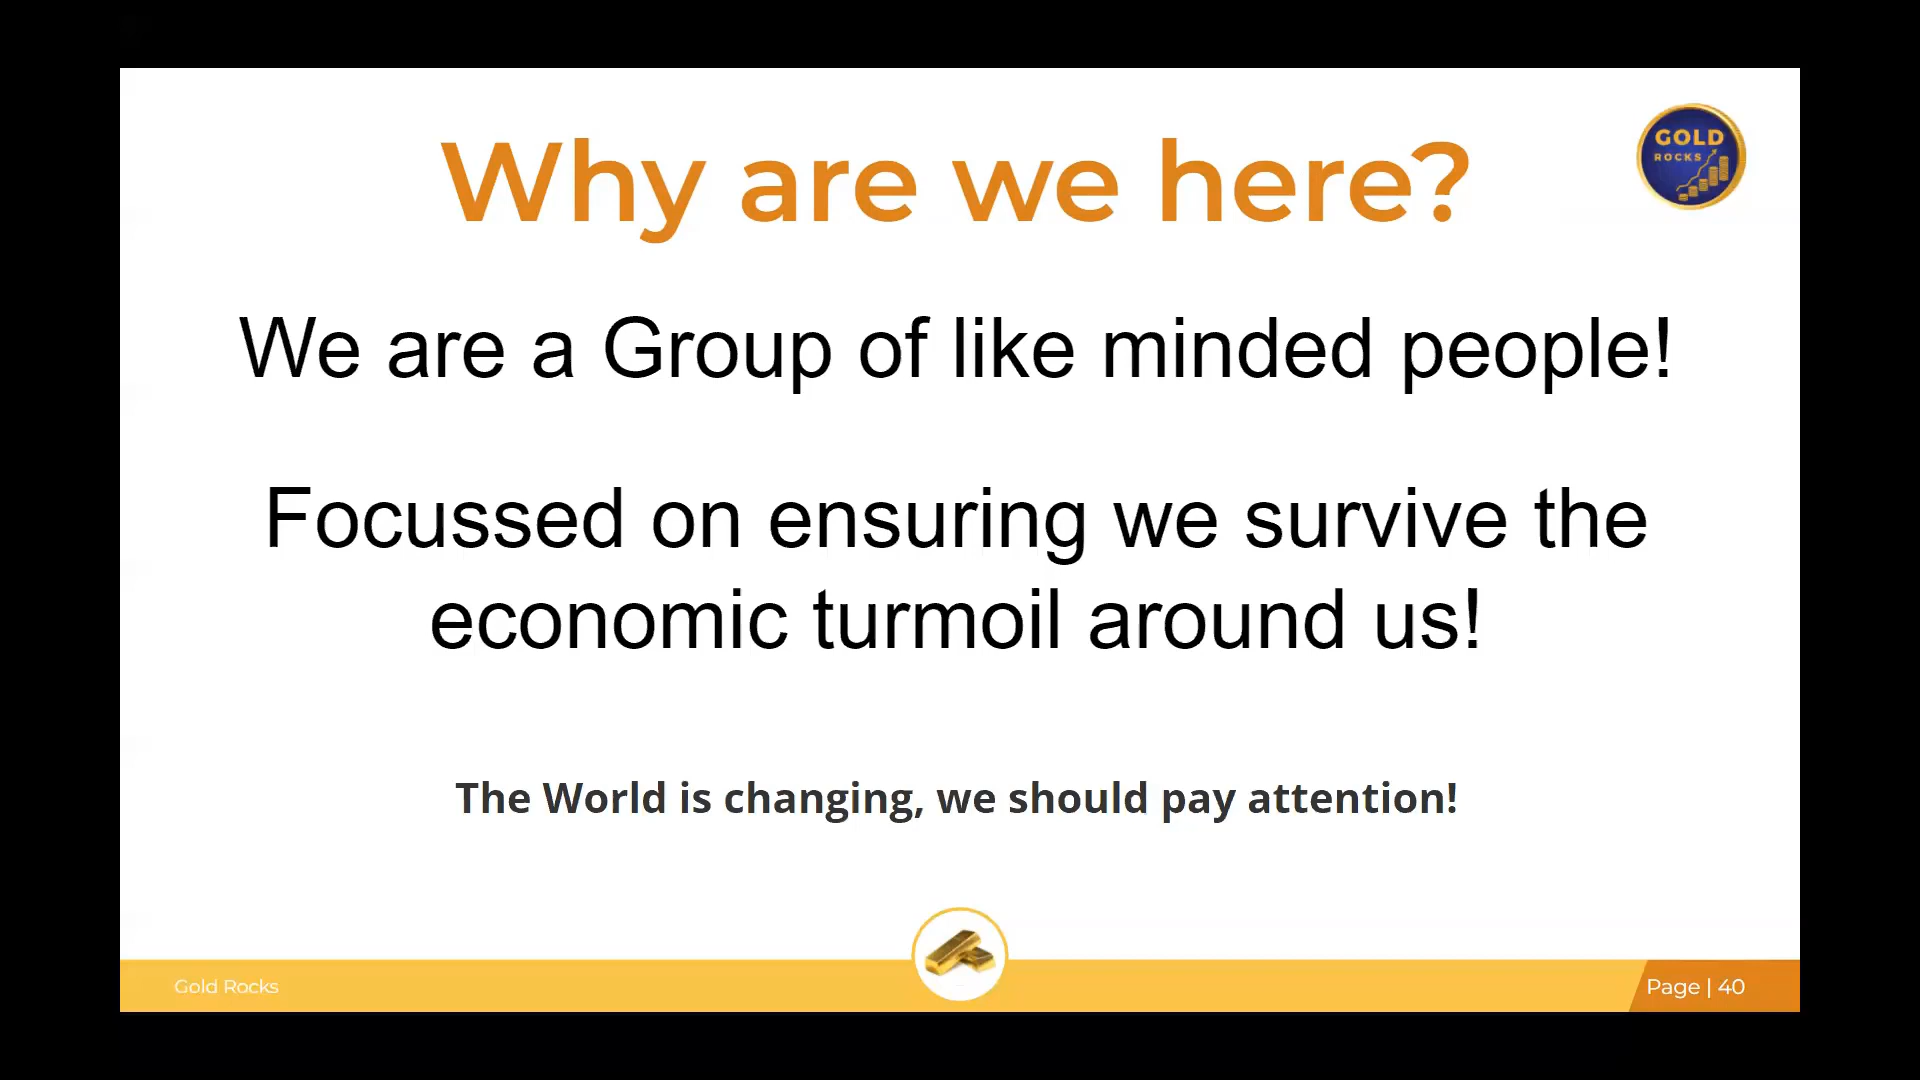 Why are we here?
GOLD
ROCKS
We are a Group of like minded people!
Focussed on ensuring we survive the
economic turmoil around us!
The World is changing, we should pay attention!
Gold Rocks
Page | 40